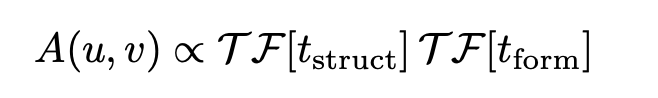 A(u, v) ∝ 𝒯ℱ[t_struct] 𝒯ℱ[t_form]